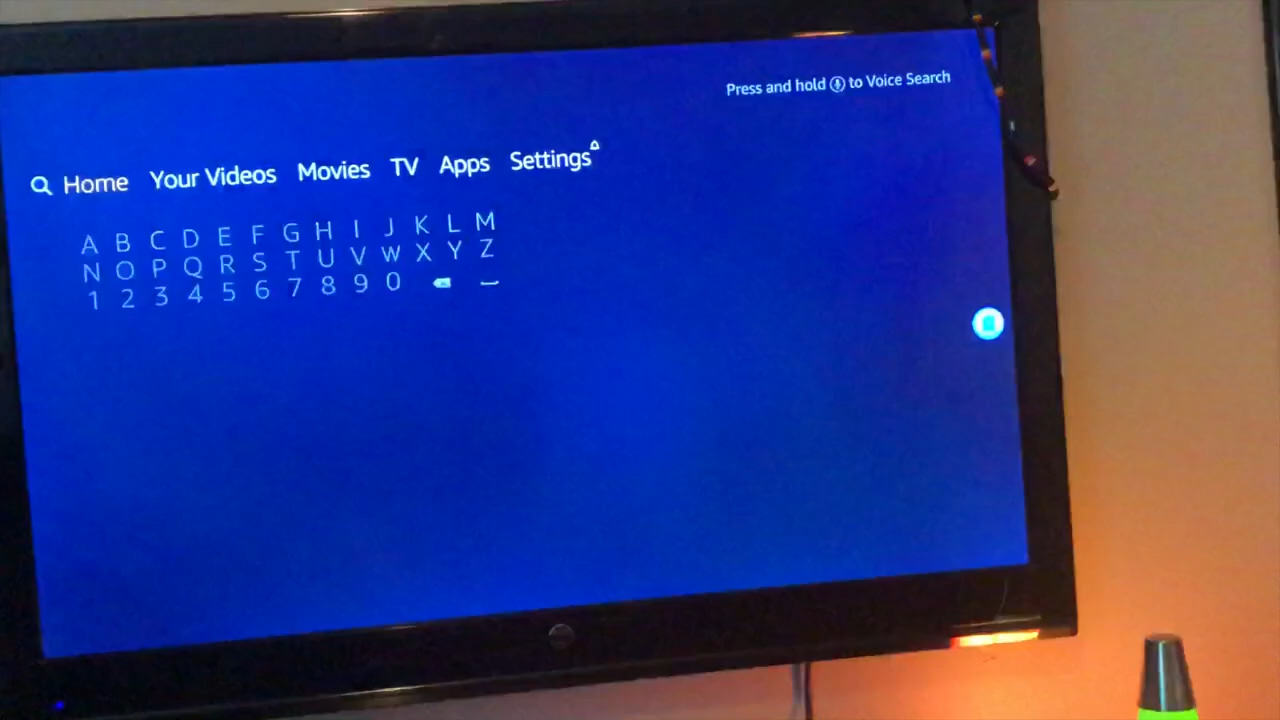 Press and hold to Voice Search
Home Your Videos Movies TV Apps Settings
A B C D E F G H I J K L M
N O P Q R S T U V W X Y Z
1 2 3 4 5 6 7 8 9 0